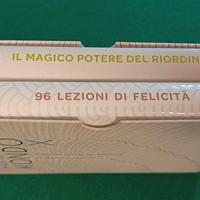 IL MAGICO POTERE DEL RIORDIN
96 LEZIONI DI FELICITÀ